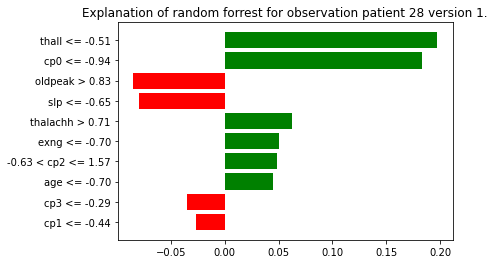 Explanation of random forrest for observation patient 28 version 1.
thall <= -0.51
cp0 <= -0.94
oldpeak > 0.83
slp <= -0.65
thalachh > 0.71
exng <= -0.70
-0.63 < cp2 <= 1.57
age <= -0.70
cp3 <= -0.29
cp1 <= -0.44
−0.05 0.00 0.05 0.10 0.15 0.20